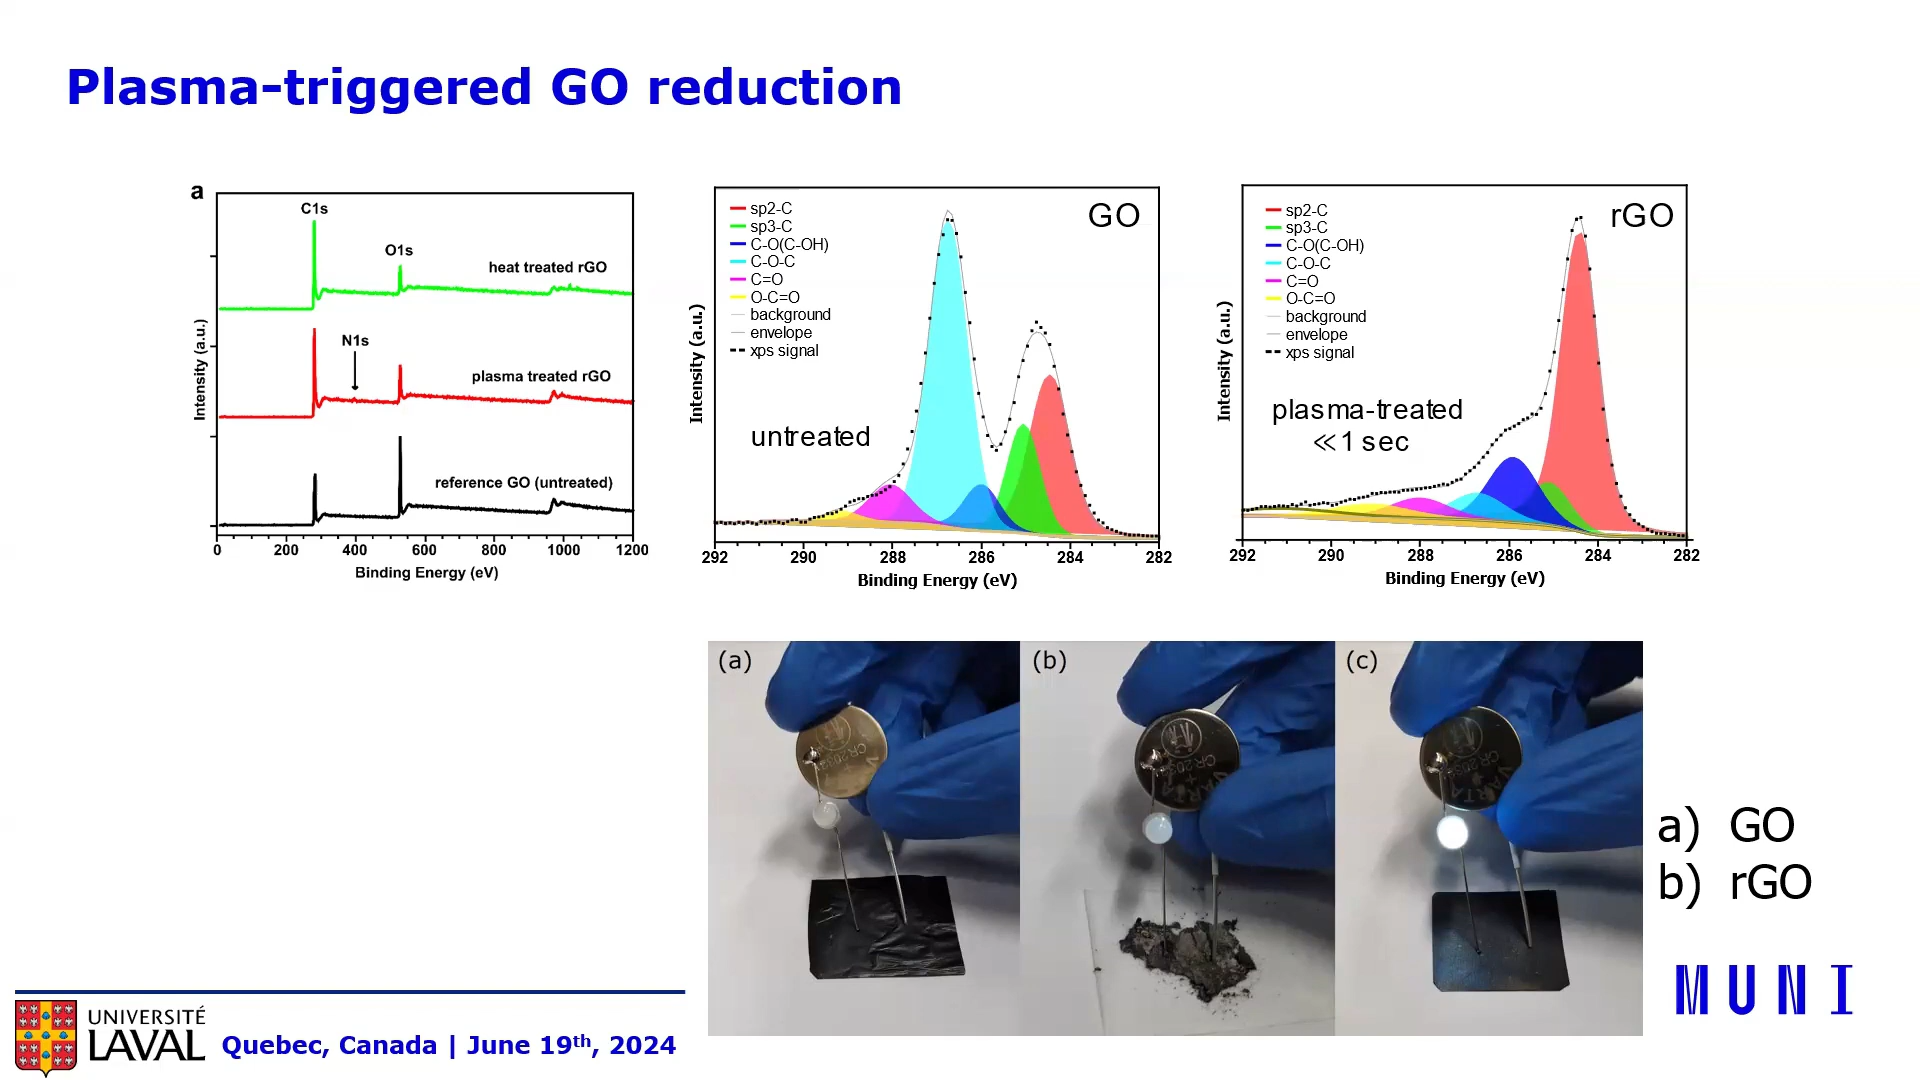 Plasma-triggered GO reduction
a
C1s
O1s
heat treated rGO
N1s
plasma treated rGO
reference GO (untreated)
Intensity (a.u.)
0 200 400 600 800 1000 1200
Binding Energy (eV)
GO
sp2-C
sp3-C
C-O(C-OH)
C-O-C
C=O
O-C=O
background
envelope
xps signal
untreated
Intensity (a.u.)
292 290 288 286 284 282
Binding Energy (eV)
rGO
sp2-C
sp3-C
C-O(C-OH)
C-O-C
C=O
O-C=O
background
envelope
xps signal
plasma-treated
≪1 sec
Intensity (a.u.)
292 290 288 286 284 282
Binding Energy (eV)
(a)
(b)
(c)
VARTA
a) GO
b) rGO
UNIVERSITÉ
LAVAL
Quebec, Canada | June 19th, 2024
MUNI